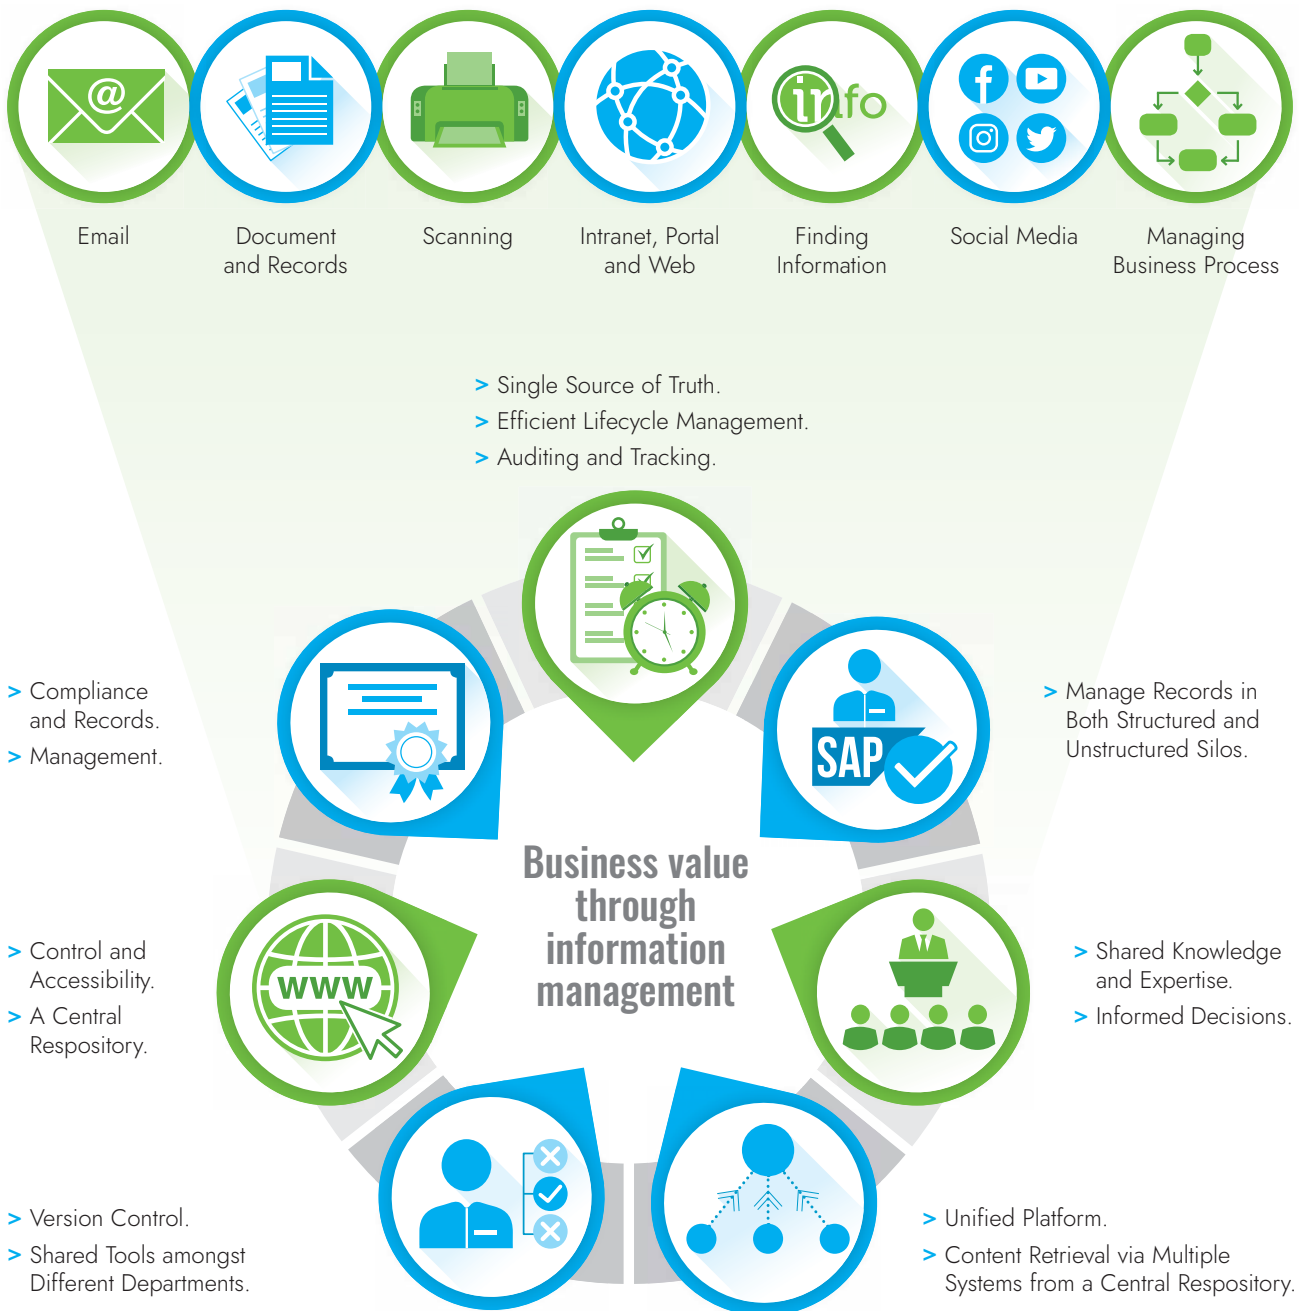 @
info
Email
Document
and Records
Scanning
Intranet, Portal
and Web
Finding
Information
Social Media
Managing
Business Process
> Single Source of Truth.
> Efficient Lifecycle Management.
> Auditing and Tracking.
SAP
> Compliance
and Records.
> Management.
> Manage Records in
Both Structured and
Unstructured Silos.
Business value
through
information
management
> Control and
Accessibility.
> A Central
Respository.
www
> Shared Knowledge
and Expertise.
> Informed Decisions.
> Version Control.
> Shared Tools amongst
Different Departments.
> Unified Platform.
> Content Retrieval via Multiple
Systems from a Central Respository.